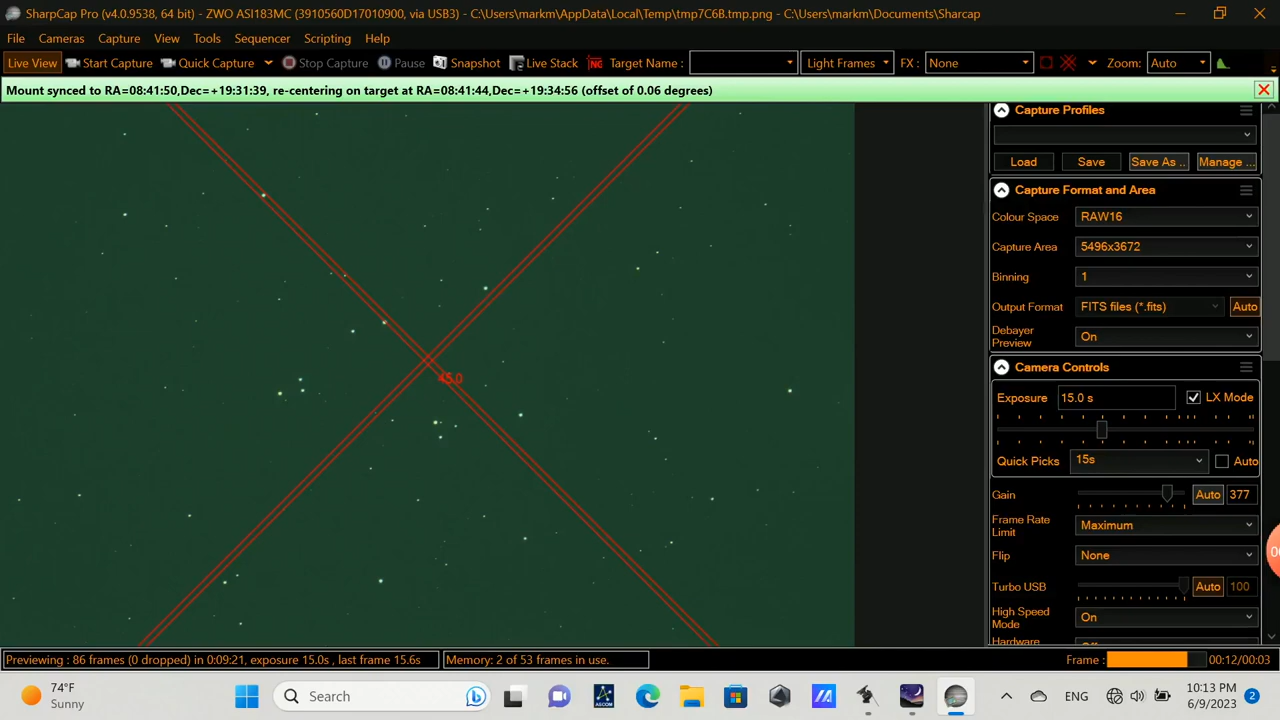 SharpCap Pro (v4.0.9538, 64 bit) - ZWO ASI183MC (3910560D17010900, via USB3) - C:\Users\markm\AppData\Local\Temp\tmp7C6B.tmp.png - C:\Users\markm\Documents\Sharcap
File Cameras Capture View Tools Sequencer Scripting Help
Live View Start Capture Quick Capture Stop Capture Pause Snapshot Live Stack NG Target Name : Light Frames FX : None Zoom: Auto
Mount synced to RA=08:41:50,Dec=+19:31:39, re-centering on target at RA=08:41:44,Dec=+19:34:56 (offset of 0.06 degrees)
Capture Profiles
Load Save Save As .. Manage ...
Capture Format and Area
Colour Space RAW16
Capture Area 5496x3672
Binning 1
Output Format FITS files (*.fits) Auto
Debayer Preview On
Camera Controls
Exposure 15.0 s LX Mode
Quick Picks 15s Auto
Gain Auto 377
Frame Rate Limit Maximum
Flip None
Turbo USB Auto 100
High Speed Mode On
Hardware
45.0
Previewing : 86 frames (0 dropped) in 0:09:21, exposure 15.0s , last frame 15.6s Memory: 2 of 53 frames in use. Frame : 00:12/00:03
74°F
Sunny
Search
ASCOM
ENG
10:13 PM
6/9/2023
2